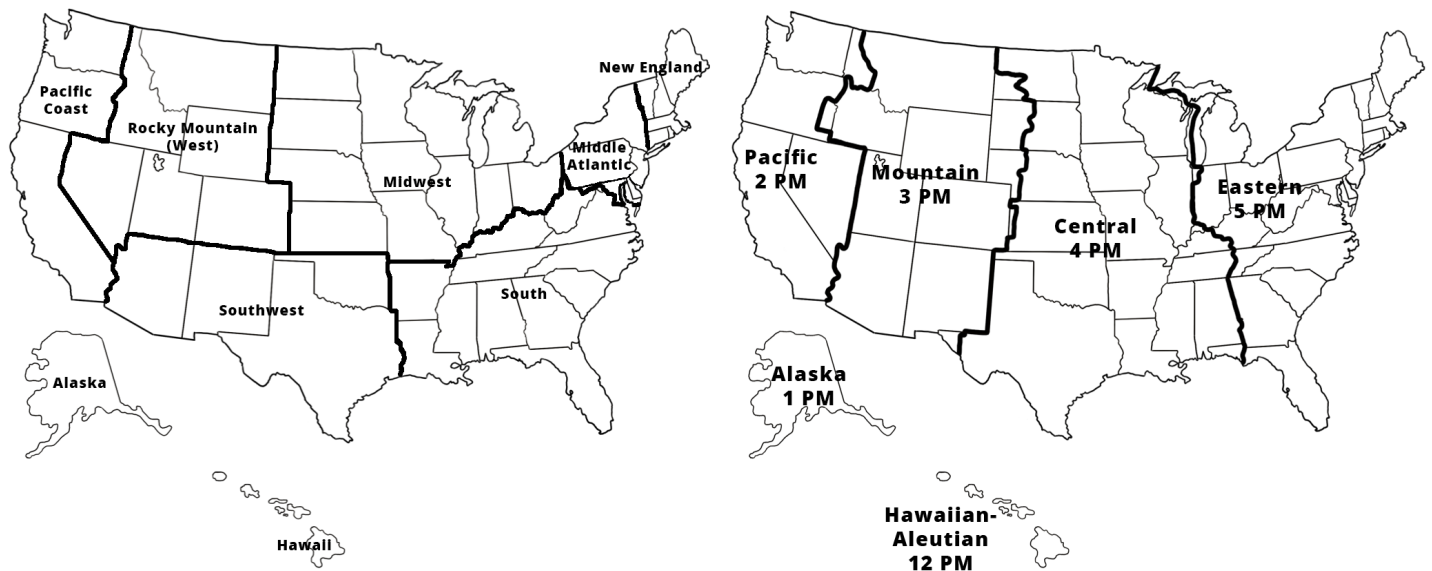 New England
Pacific
Coast
Rocky Mountain
(West)
Middle
Atlantic
Midwest
South
Southwest
Alaska
Hawaii
Pacific
2 PM
Mountain
3 PM
Central
4 PM
Eastern
5 PM
Alaska
1 PM
Hawaiian-
Aleutian
12 PM